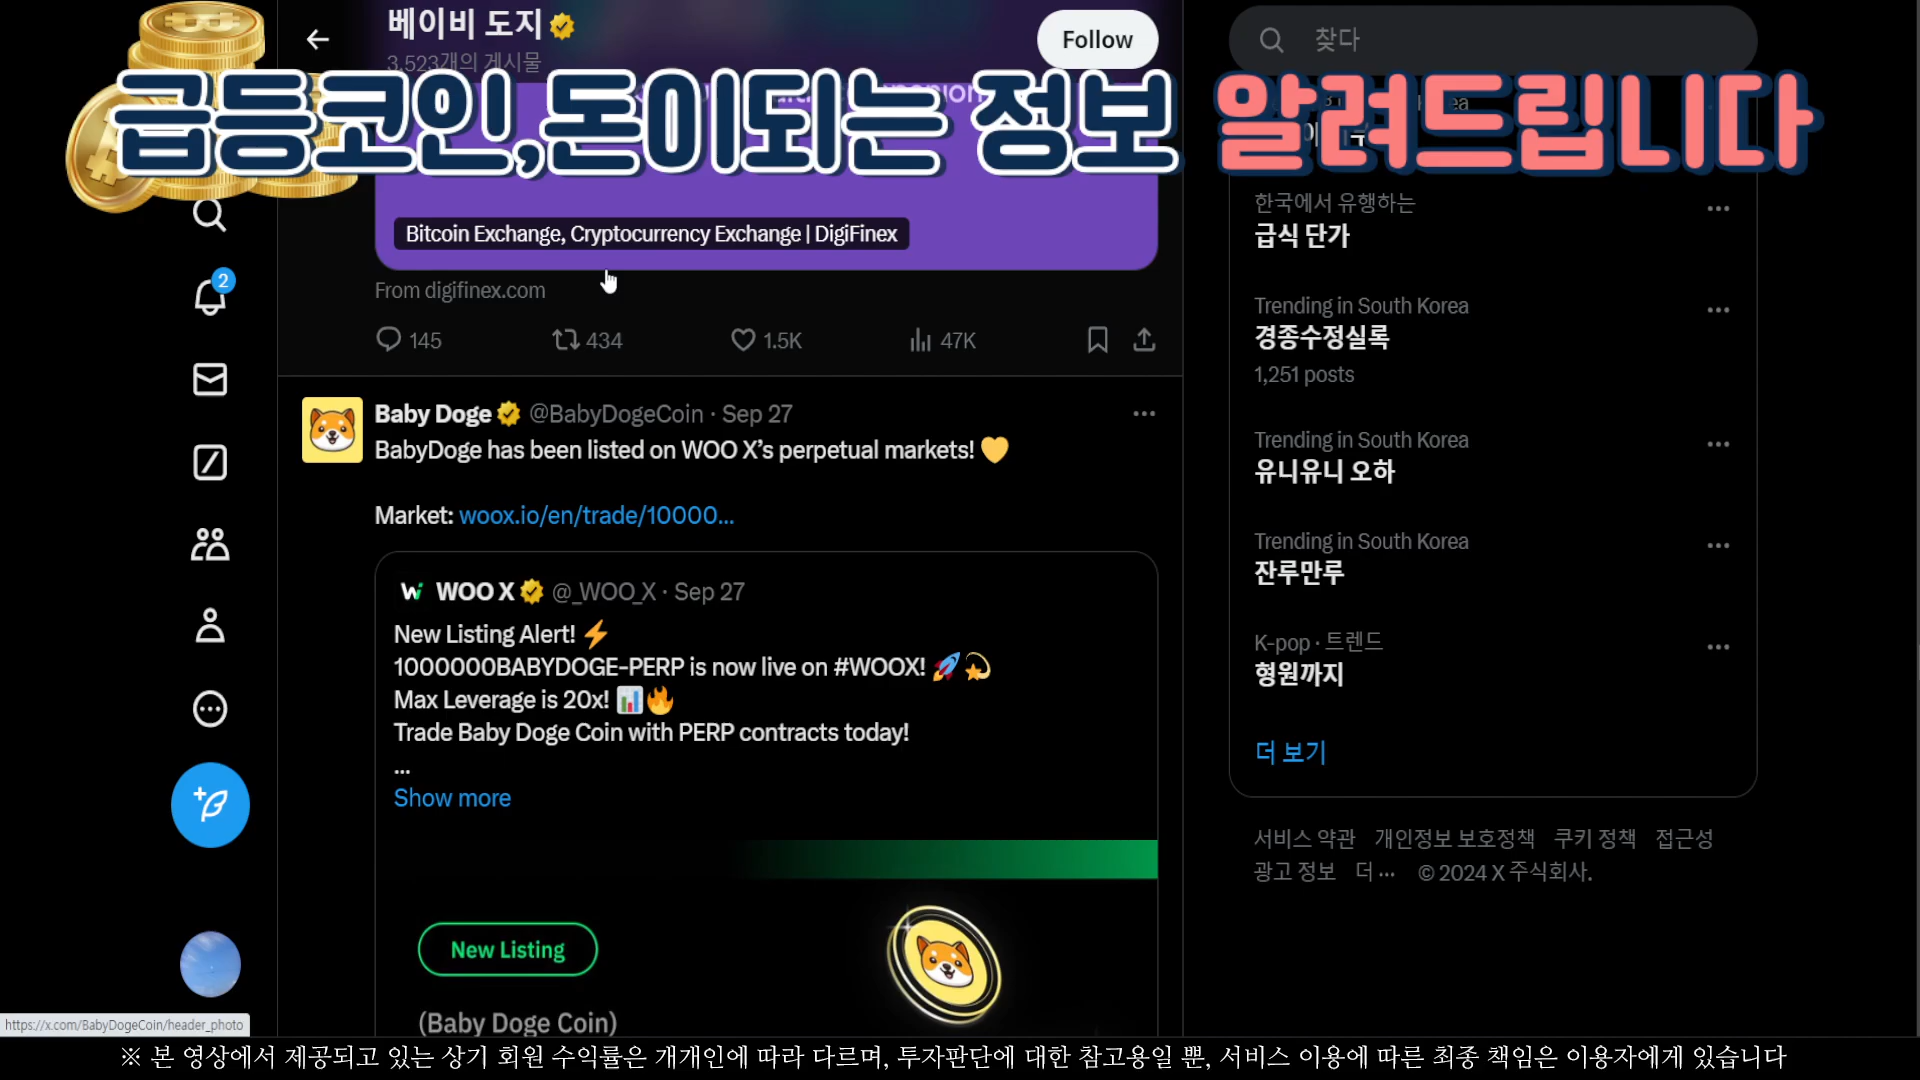 베이비 도지
3,523개의 게시물
Follow
찾다
급등코인,돈이되는 정보 알려드립니다
Bitcoin Exchange, Cryptocurrency Exchange | DigiFinex
From digifinex.com
145 434 1.5K 47K
2
Baby Doge @BabyDogeCoin · Sep 27
BabyDoge has been listed on WOO X's perpetual markets! 💛
Market: woox.io/en/trade/10000...
WOO X @_WOO_X · Sep 27
New Listing Alert! ⚡
1000000BABYDOGE-PERP is now live on #WOOX! 🚀💫
Max Leverage is 20x! 📊🔥
Trade Baby Doge Coin with PERP contracts today!
...
Show more
New Listing
(Baby Doge Coin)
한국에서 유행하는
급식 단가
Trending in South Korea
경종수정실록
1,251 posts
Trending in South Korea
유니유니 오하
Trending in South Korea
잔루만루
K-pop · 트렌드
형원까지
더 보기
서비스 약관 개인정보 보호정책 쿠키 정책 접근성
광고 정보 더 ··· © 2024 X 주식회사.
https://x.com/BabyDogeCoin/header_photo
※ 본 영상에서 제공되고 있는 상기 회원 수익률은 개개인에 따라 다르며, 투자판단에 대한 참고용일 뿐, 서비스 이용에 따른 최종 책임은 이용자에게 있습니다